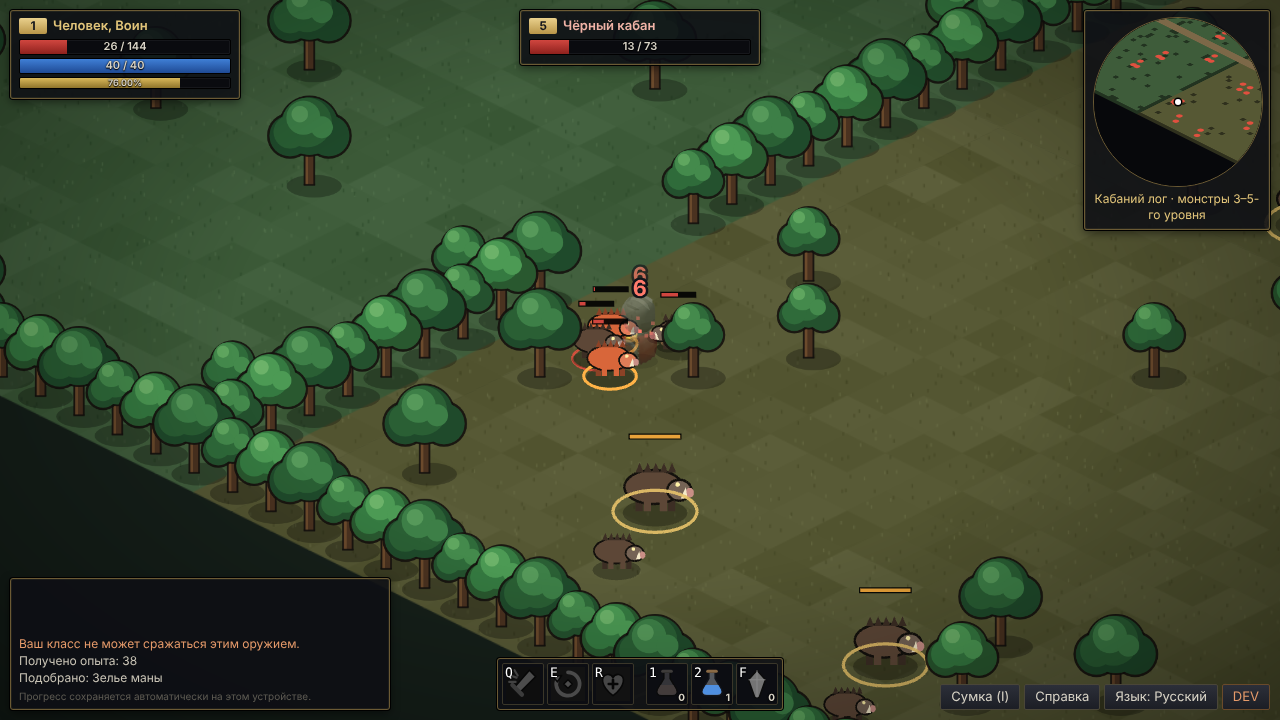 1 Человек, Воин
26 / 144
40 / 40
76.00%
5 Чёрный кабан
13 / 73
Кабаний лог · монстры 3–5-
го уровня
6
6
Ваш класс не может сражаться этим оружием.
Получено опыта: 38
Подобрано: Зелье маны
Прогресс сохраняется автоматически на этом устройстве.
Q E R 1 2 F
0 1 0
Сумка (I) Справка Язык: Русский DEV